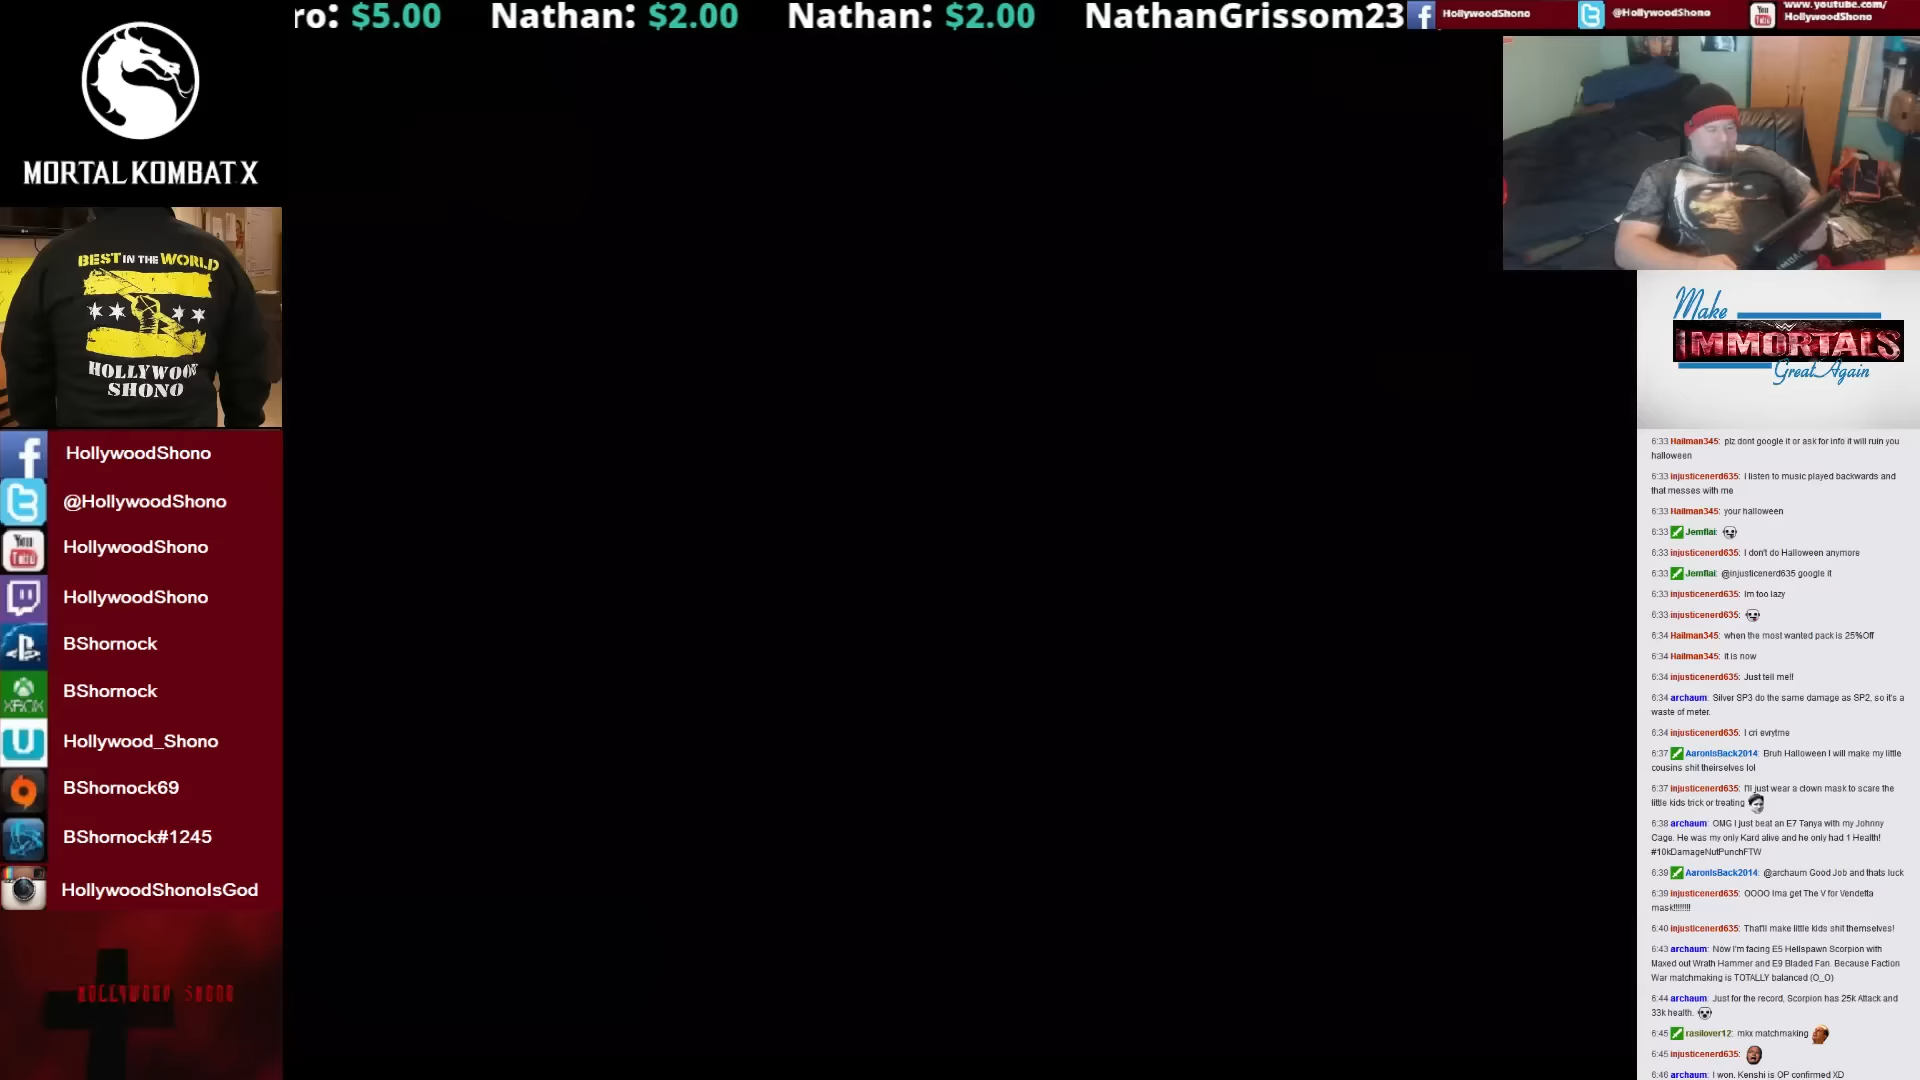 ro: $5.00 Nathan: $2.00 Nathan: $2.00 NathanGrissom23
HollywoodShono
@HollywoodShono
www.youtube.com/
HollywoodShono
MORTAL KOMBAT X
BEST IN THE WORLD
HOLLYWOOD
SHONO
HollywoodShono
@HollywoodShono
HollywoodShono
HollywoodShono
BShornock
BShornock
Hollywood_Shono
BShornock69
BShornock#1245
HollywoodShonoIsGod
HOLLYWOOD SHONO
Make
IMMORTALS
Great Again
6:33 Hailman345: plz dont google it or ask for info it will ruin you
halloween
6:33 injusticenerd635: I listen to music played backwards and
that messes with me
6:33 Hailman345: your halloween
6:33 Jemflai:
6:33 injusticenerd635: I don't do Halloween anymore
6:33 Jemflai: @injusticenerd635 google it
6:33 injusticenerd635: Im too lazy
6:33 injusticenerd635:
6:34 Hailman345: when the most wanted pack is 25%Off
6:34 Hailman345: it is now
6:34 injusticenerd635: Just tell me!!
6:34 archaum: Silver SP3 do the same damage as SP2, so it's a
waste of meter.
6:34 injusticenerd635: I cri evrytme
6:37 AaronIsBack2014: Bruh Halloween I will make my little
cousins shit theirselves lol
6:37 injusticenerd635: I'll just wear a clown mask to scare the
little kids trick or treating
6:38 archaum: OMG I just beat an E7 Tanya with my Johnny
Cage. He was my only Kard alive and he only had 1 Health!
#10kDamageNutPunchFTW
6:39 AaronIsBack2014: @archaum Good Job and thats luck
6:39 injusticenerd635: OOOO Ima get The V for Vendetta
mask!!!!!!!!
6:40 injusticenerd635: That'll make little kids shit themselves!
6:43 archaum: Now I'm facing E5 Hellspawn Scorpion with
Maxed out Wrath Hammer and E9 Bladed Fan. Because Faction
War matchmaking is TOTALLY balanced (O_O)
6:44 archaum: Just for the record, Scorpion has 25k Attack and
33k health.
6:45 rasilover12: mkx matchmaking
6:45 injusticenerd635:
6:46 archaum: I won. Kenshi is OP confirmed XD